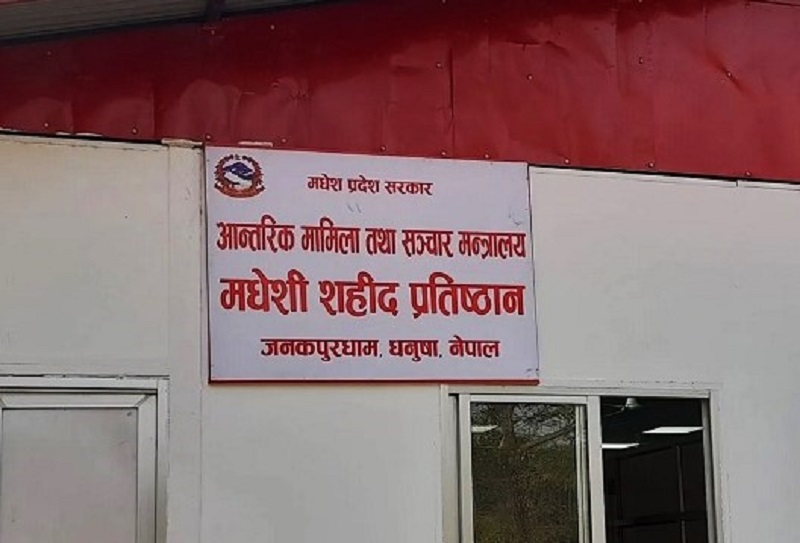 मधेश प्रदेश सरकार
आन्तरिक मामिला तथा सञ्चार मन्त्रालय
मधेशी शहीद प्रतिष्ठान
जनकपुरधाम, धनुषा, नेपाल